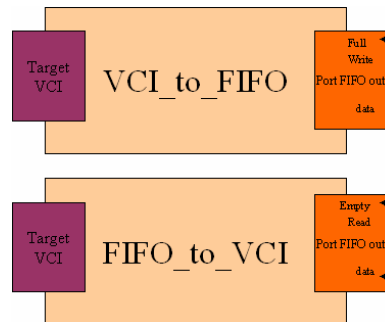 Target
VCI
VCI_to_FIFO
Full
Write
Port FIFO out
data
Target
VCI
FIFO_to_VCI
Empty
Read
Port FIFO out
data